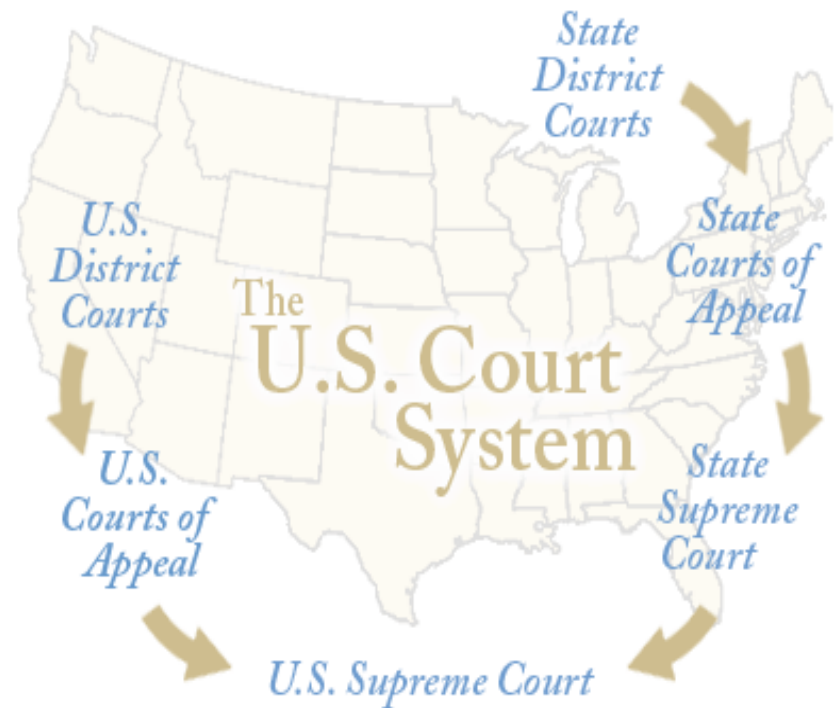 State
District
Courts
U.S.
District
Courts
State
Courts of
Appeal
The
U.S. Court
System
U.S.
Courts of
Appeal
State
Supreme
Court
U.S. Supreme Court